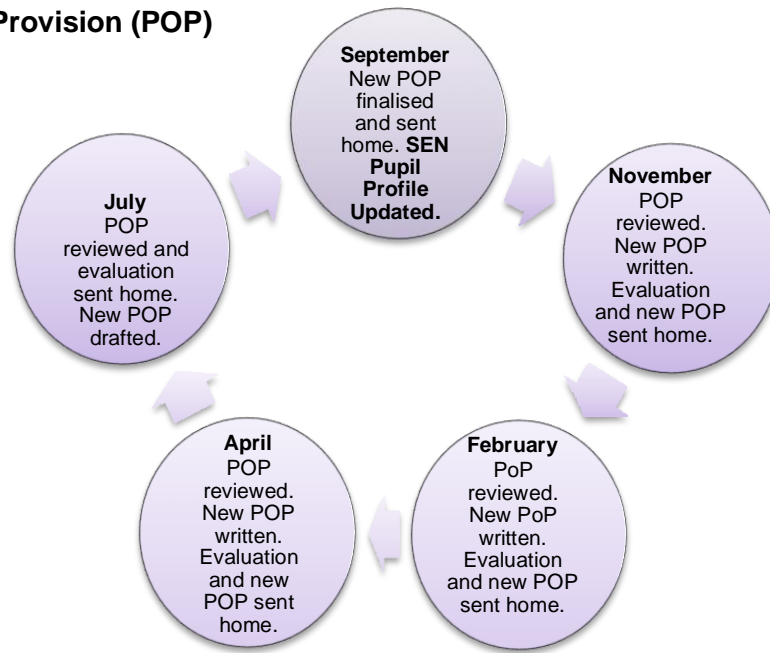 Provision (POP)
September
New POP
finalised
and sent
home. SEN
Pupil
Profile
Updated.
November
POP
reviewed.
New POP
written.
Evaluation
and new POP
sent home.
February
PoP
reviewed.
New PoP
written.
Evaluation
and new POP
sent home.
April
POP
reviewed.
New POP
written.
Evaluation
and new
POP sent
home.
July
POP
reviewed and
evaluation
sent home.
New POP
drafted.